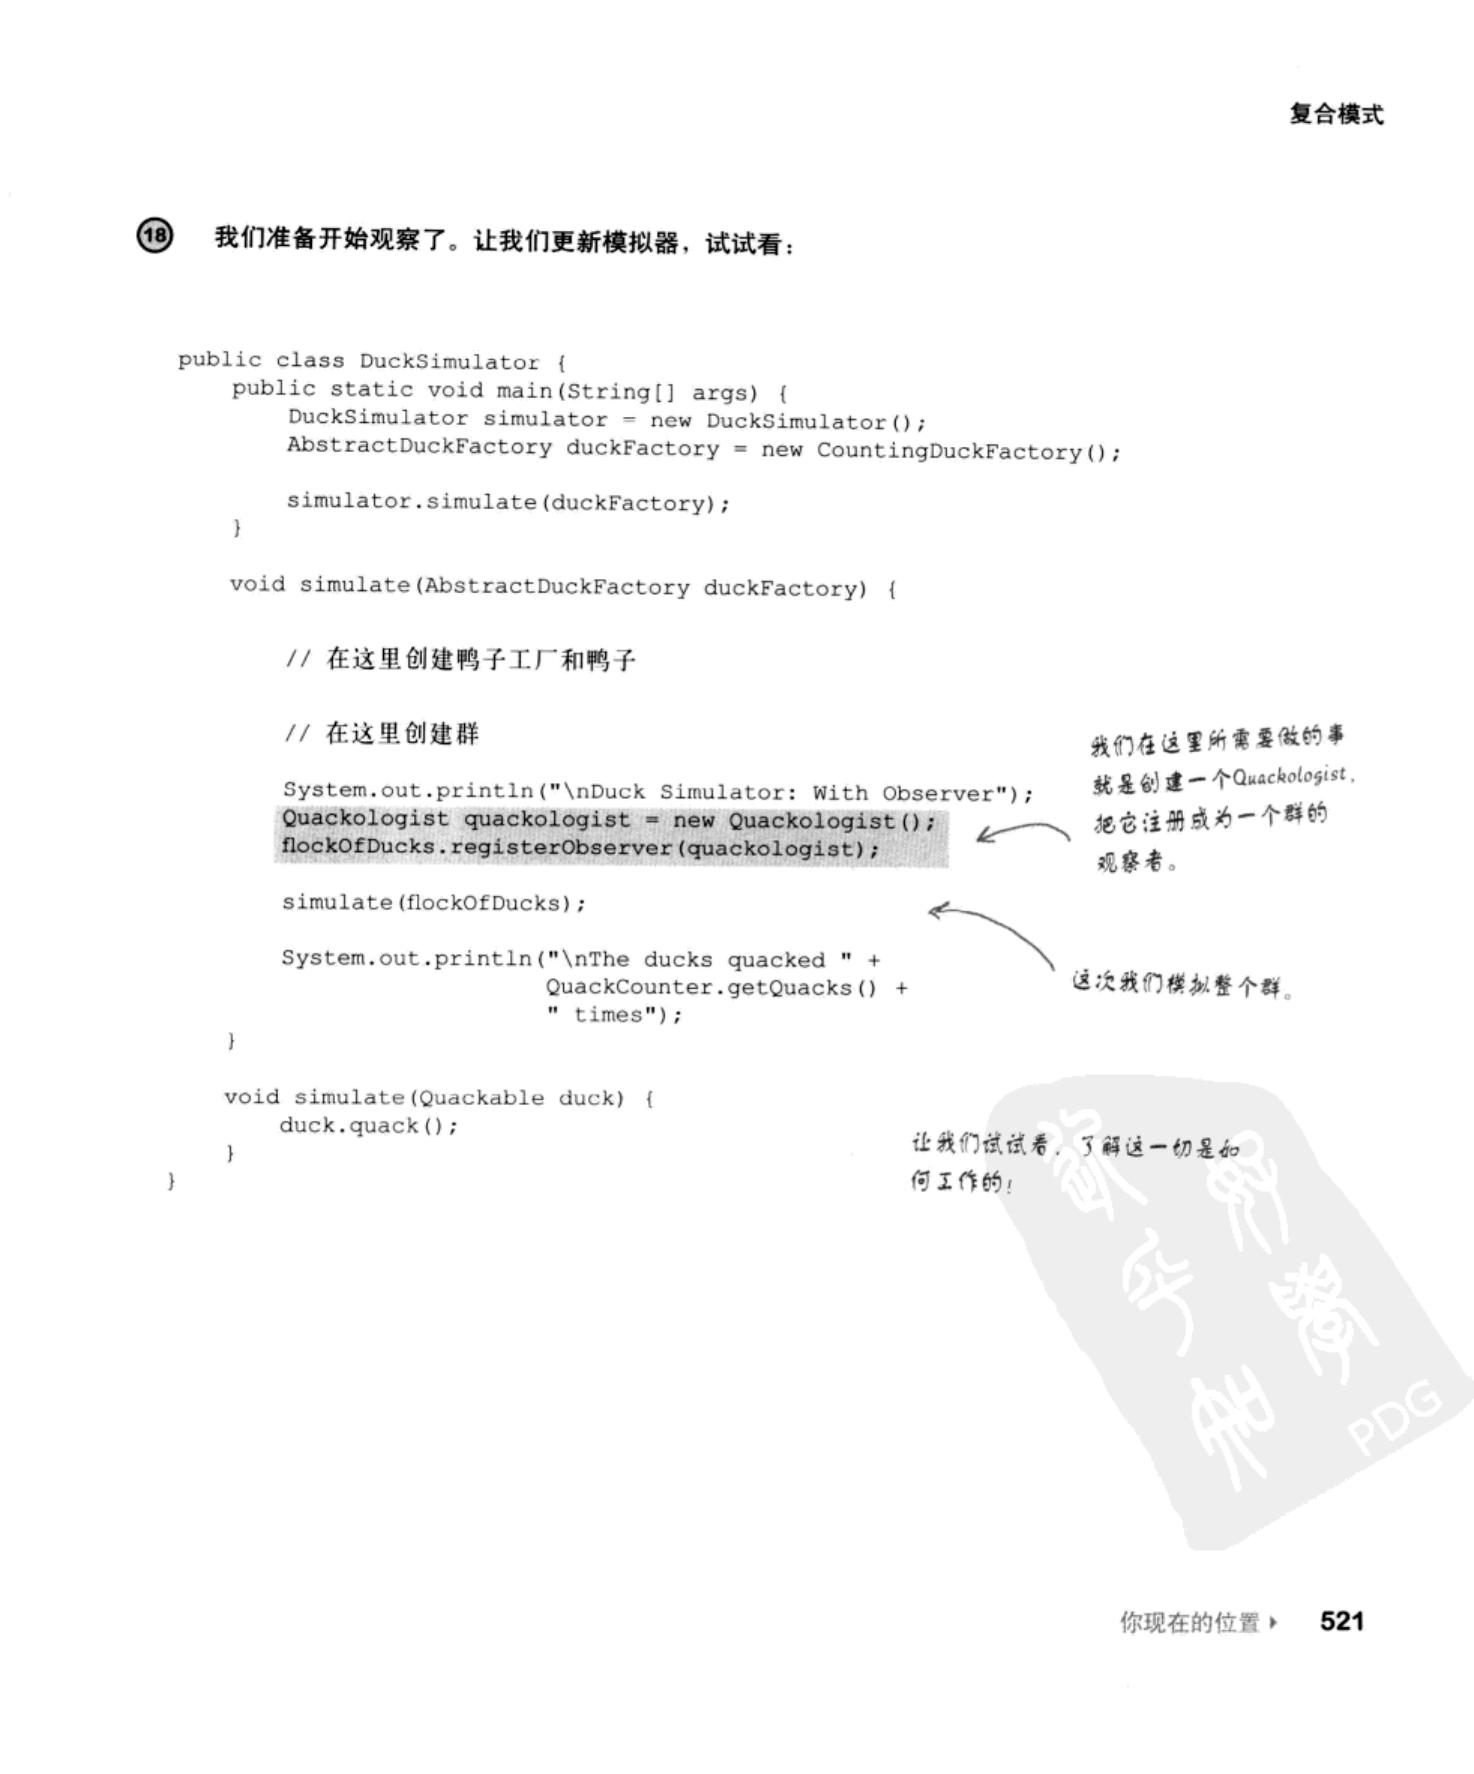 复合模式
18 我们准备开始观察了。让我们更新模拟器，试试看：
public class DuckSimulator {
    public static void main(String[] args) {
        DuckSimulator simulator = new DuckSimulator();
        AbstractDuckFactory duckFactory = new CountingDuckFactory();
        simulator.simulate(duckFactory);
    }
    void simulate(AbstractDuckFactory duckFactory) {
        // 在这里创建鸭子工厂和鸭子
        // 在这里创建群
        System.out.println("\nDuck Simulator: With Observer");
        Quackologist quackologist = new Quackologist();
        flockOfDucks.registerObserver(quackologist);
        simulate(flockOfDucks);
        System.out.println("\nThe ducks quacked " +
                           QuackCounter.getQuacks() +
                           " times");
    }
    void simulate(Quackable duck) {
        duck.quack();
    }
}
我们在这里所需要做的事
就是创建一个Quackologist，
把它注册成为一个群的
观察者。
这次我们模拟整个群。
让我们试试看，了解这一切是如
何工作的！
PDG
你现在的位置 521